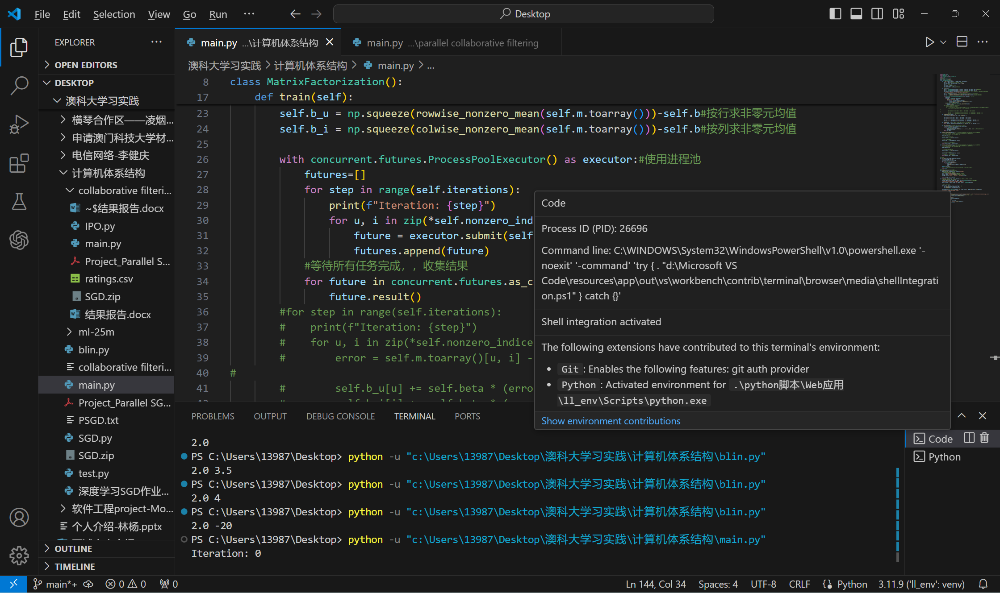 File Edit Selection View Go Run ··· Desktop
EXPLORER
OPEN EDITORS
DESKTOP
澳科大学习实践
横琴合作区——凌烟...
申请澳门科技大学材...
电信网络-李健庆
计算机体系结构
collaborative filteri...
~$结果报告.docx
IPO.py
main.py
Project_Parallel S...
ratings.csv
SGD.zip
结果报告.docx
ml-25m
blin.py
collaborative filteri...
main.py
Project_Parallel SG...
PSGD.txt
SGD.py
SGD.zip
test.py
深度学习SGD作业...
软件工程project-Mo...
个人介绍-林杨.pptx
OUTLINE
TIMELINE
main.py ...\计算机体系结构
main.py ...\parallel collaborative filtering
澳科大学习实践 > 计算机体系结构 > main.py > ...
8 class MatrixFactorization():
17 def train(self):
23 self.b_u = np.squeeze(rowwise_nonzero_mean(self.m.toarray()))-self.b#按行求非零元均值
24 self.b_i = np.squeeze(colwise_nonzero_mean(self.m.toarray()))-self.b#按列求非零元均值
25
26 with concurrent.futures.ProcessPoolExecutor() as executor:#使用进程池
27 futures=[]
28 for step in range(self.iterations):
29 print(f"Iteration: {step}")
30 for u, i in zip(*self.nonzero_ind
31 future = executor.submit(self
32 futures.append(future)
33 #等待所有任务完成，，收集结果
34 for future in concurrent.futures.as_co
35 future.result()
36 #for step in range(self.iterations):
37 # print(f"Iteration: {step}")
38 # for u, i in zip(*self.nonzero_indice
39 # error = self.m.toarray()[u, i] -
40 #
41 # self.b_u[u] += self.beta * (erro
Code
Process ID (PID): 26696
Command line: C:\WINDOWS\System32\WindowsPowerShell\v1.0\powershell.exe '-
noexit' '-command' 'try { . "d:\Microsoft VS
Code\resources\app\out\vs\workbench\contrib\terminal\browser\media\shellIntegrati
on.ps1" } catch {}'
Shell integration activated
The following extensions have contributed to this terminal's environment:
• Git : Enables the following features: git auth provider
• Python : Activated environment for .\python脚本\Web应用
\ll_env\Scripts\python.exe
Show environment contributions
PROBLEMS OUTPUT DEBUG CONSOLE TERMINAL PORTS
2.0
PS C:\Users\13987\Desktop> python -u "c:\Users\13987\Desktop\澳科大学习实践\计算机体系结构\blin.py"
2.0 3.5
PS C:\Users\13987\Desktop> python -u "c:\Users\13987\Desktop\澳科大学习实践\计算机体系结构\blin.py"
2.0 4
PS C:\Users\13987\Desktop> python -u "c:\Users\13987\Desktop\澳科大学习实践\计算机体系结构\blin.py"
2.0 -20
PS C:\Users\13987\Desktop> python -u "c:\Users\13987\Desktop\澳科大学习实践\计算机体系结构\main.py"
Iteration: 0
Code
Python
main*+ 0 0 0 Ln 144, Col 34 Spaces: 4 UTF-8 CRLF Python 3.11.9 ('ll_env': venv)